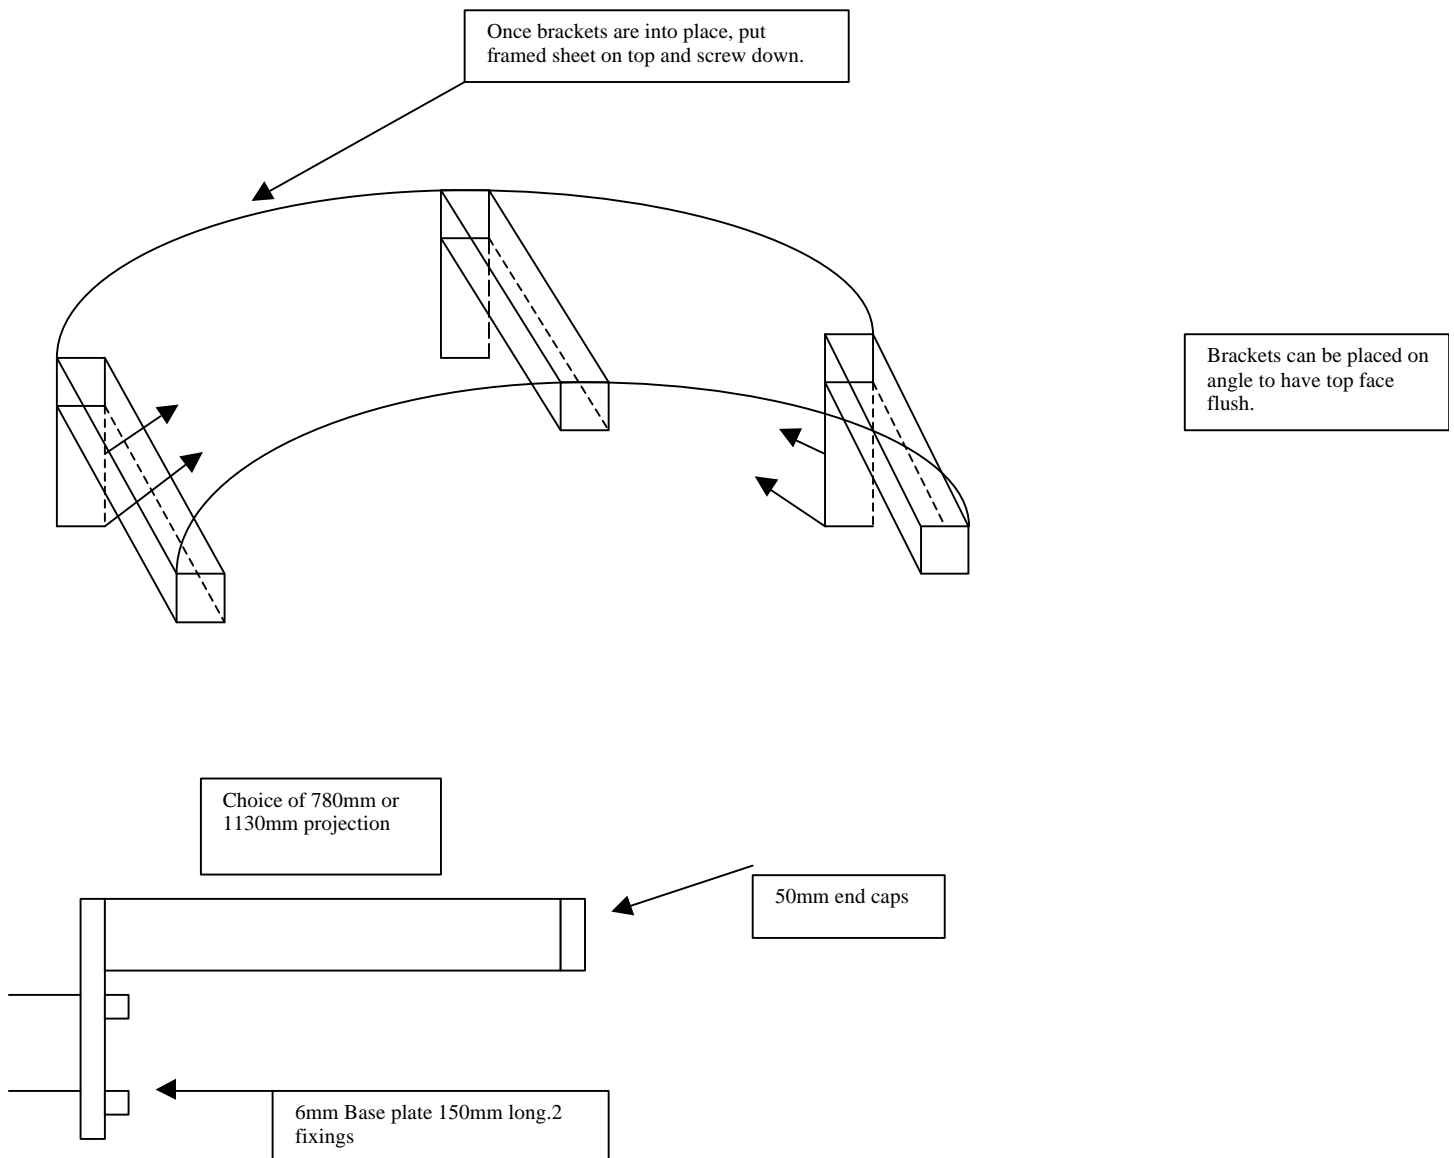 Once brackets are into place, put
framed sheet on top and screw down.
Brackets can be placed on
angle to have top face
flush.
Choice of 780mm or
1130mm projection
50mm end caps
6mm Base plate 150mm long.2
fixings